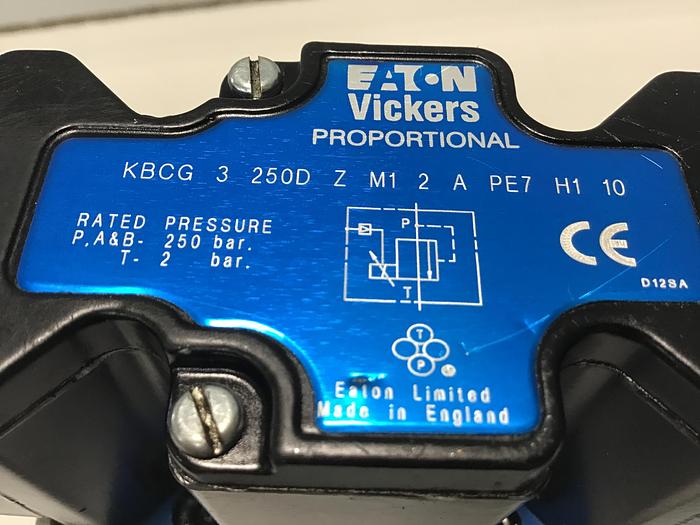 EATON
Vickers
PROPORTIONAL
KBCG 3 250D Z M1 2 A PE7 H1 10
RATED PRESSURE
P,A&B- 250 bar.
T- 2 bar.
P
T
CE
D12SA
T
P
Eaton Limited
Made in England